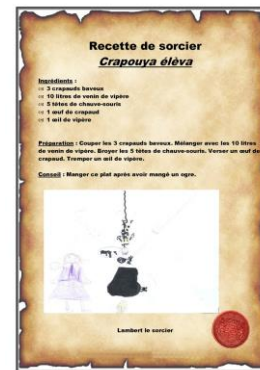 Recette de sorcier
Crapouya élèva
Ingrédients :
3 crapauds baveux
10 litres de venin de vipère
5 têtes de chauve-souris
1 œuf de crapaud
1 œil de vipère
Préparation : Couper les 3 crapauds baveux. Mélanger avec les 10 litres
de venin de vipère. Broyer les 5 têtes de chauve-souris. Verser un œuf de
crapaud. Tremper un œil de vipère.
Conseil : Manger ce plat après avoir mangé un ogre.
Lambert le sorcier